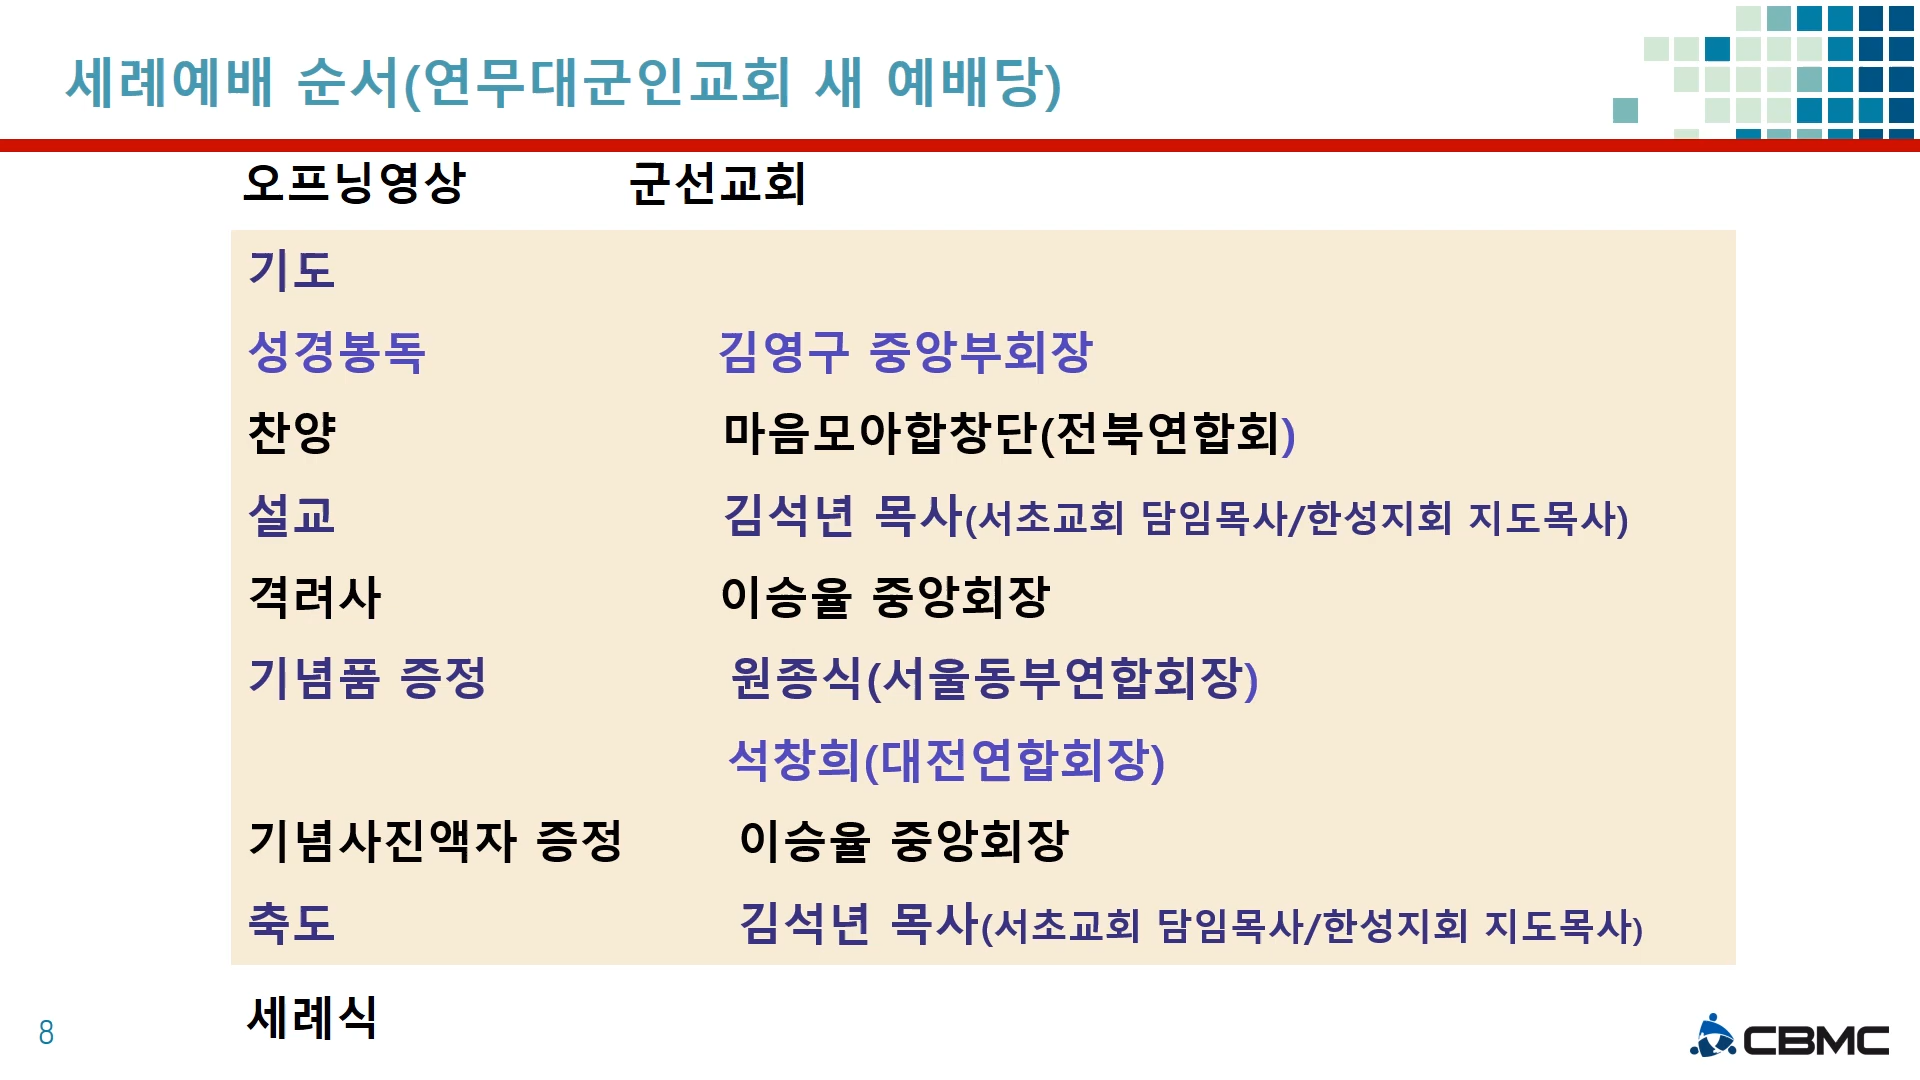 세례예배 순서(연무대군인교회 새 예배당)
오프닝영상 군선교회
기도
성경봉독 김영구 중앙부회장
찬양 마음모아합창단(전북연합회)
설교 김석년 목사(서초교회 담임목사/한성지회 지도목사)
격려사 이승율 중앙회장
기념품 증정 원종식(서울동부연합회장)
석창희(대전연합회장)
기념사진액자 증정 이승율 중앙회장
축도 김석년 목사(서초교회 담임목사/한성지회 지도목사)
세례식
8
CBMC